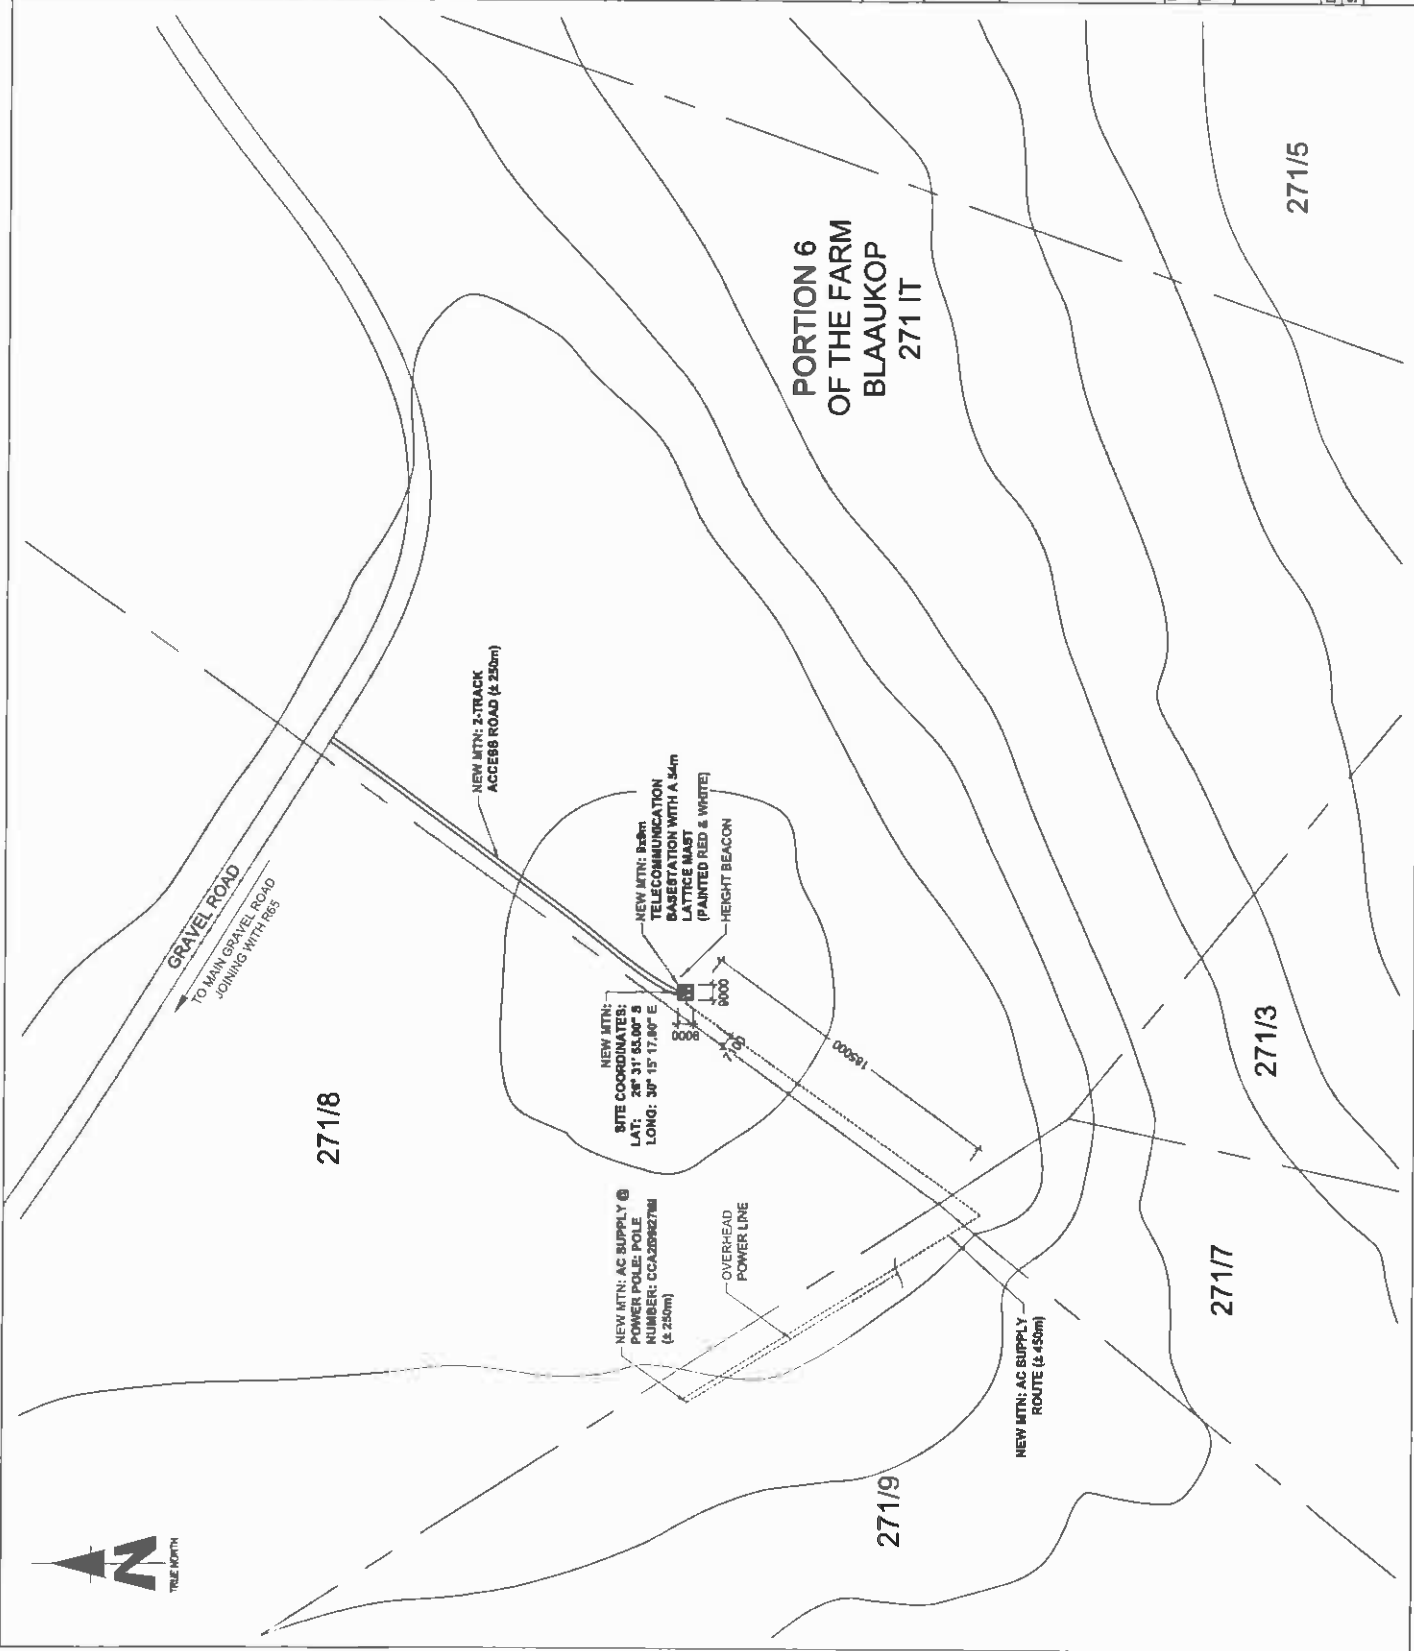 N
TRUE NORTH
271/8
GRAVEL ROAD
TO MAIN GRAVEL ROAD
JOINING WITH R65
NEW MTN: 2-TRACK
ACCESS ROAD (± 250m)
NEW MTN:
SITE COORDINATES:
LAT: 26° 31' 55.00" S
LONG: 30° 15' 17.80" E
NEW MTN: 9x9m
TELECOMMUNICATION
BASESTATION WITH A 54m
LATTICE MAST
(PAINTED RED & WHITE)
HEIGHT BEACON
9000
7100
185000
NEW MTN: AC SUPPLY @
POWER POLE: POLE
NUMBER:
(± 250m)
OVERHEAD
POWER LINE
PORTION 6
OF THE FARM
BLAAUKOP
271 IT
271/9
NEW MTN: AC SUPPLY
ROUTE (± 450m)
271/7
271/3
271/5